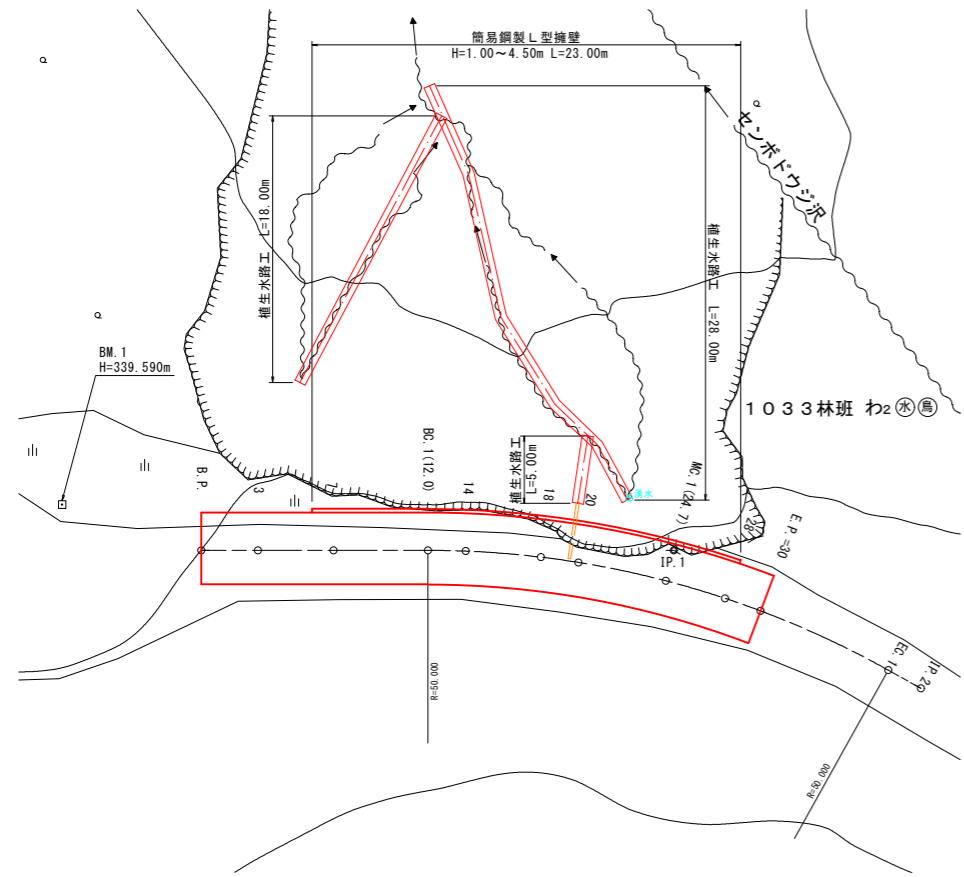 簡易鋼製L型擁壁
H=1.00～4.50m L=23.00m
センボドウジ沢
植生水路工 L=18.00m
植生水路工 L=28.00m
BM.1
H=339.590m
1033林班 わ2 水 鳥
植生水路工
L=5.00m
湧水
B.P.
3
7
BC.1(12.0)
14
18
20
MC.1(24.7)
28
E.P.=30
IP.1
EC.1
IP.2
R=50.000
R=50.000